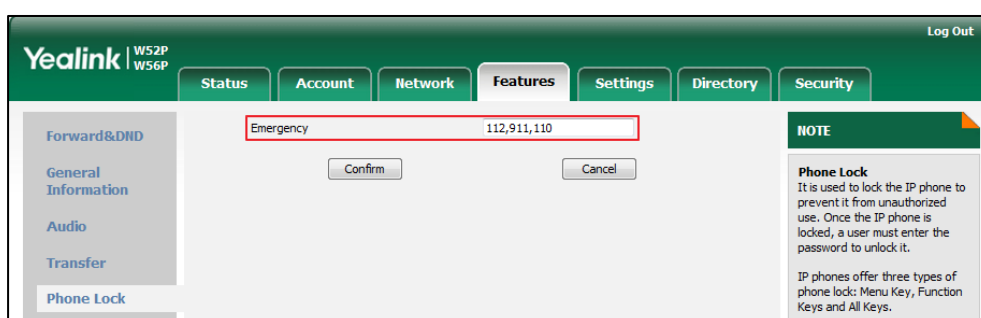 Log Out
Yealink | W52P
W56P
Status Account Network Features Settings Directory Security
Forward&DND
General
Information
Audio
Transfer
Phone Lock
Emergency 112,911,110
Confirm Cancel
NOTE
Phone Lock
It is used to lock the IP phone to
prevent it from unauthorized
use. Once the IP phone is
locked, a user must enter the
password to unlock it.
IP phones offer three types of
phone lock: Menu Key, Function
Keys and All Keys.